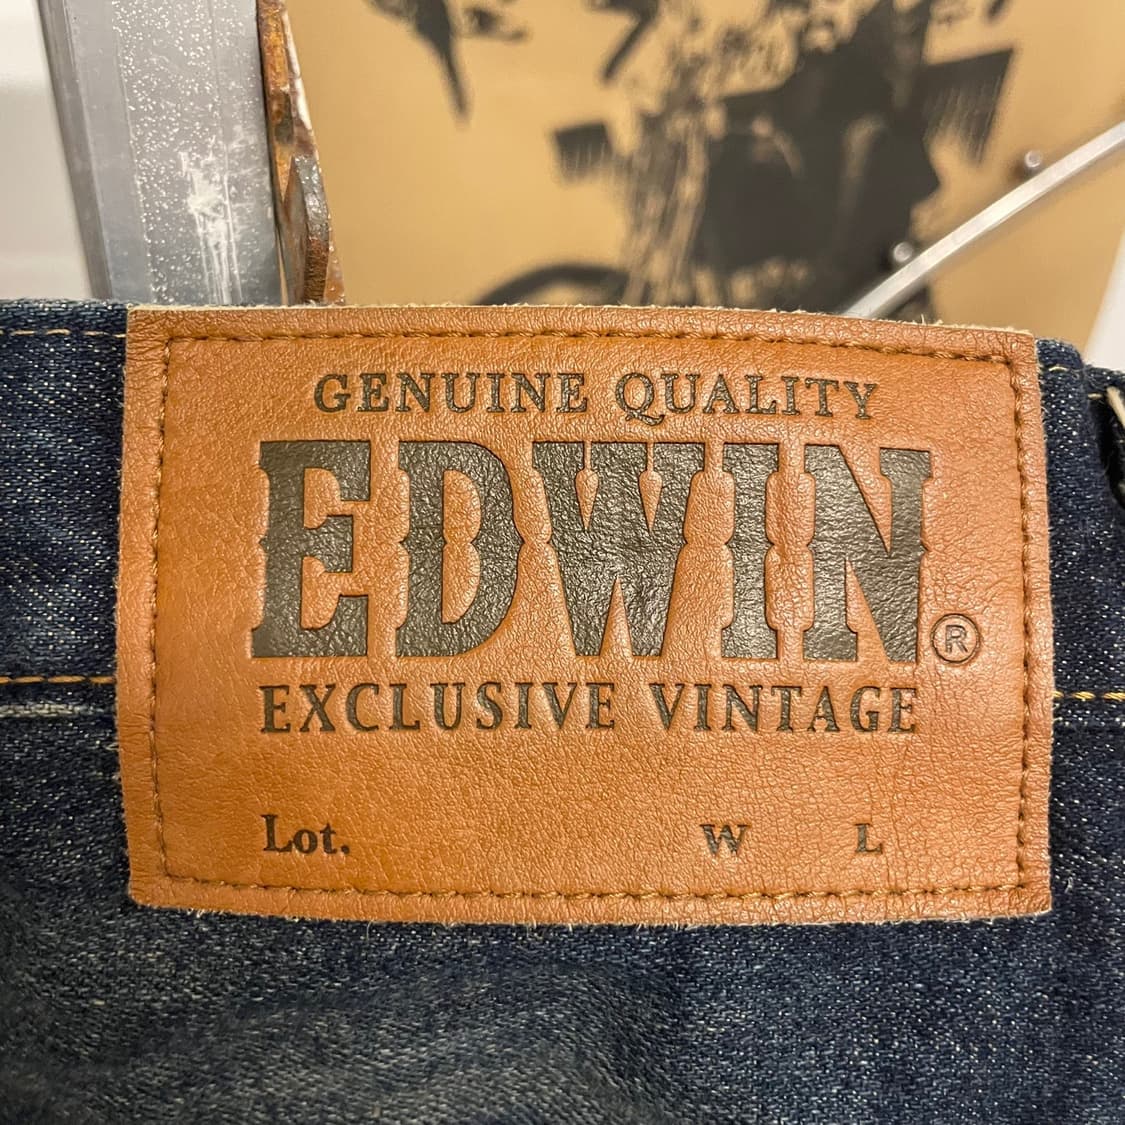 GENUINE QUALITY
EDWIN®
EXCLUSIVE VINTAGE
Lot. W L